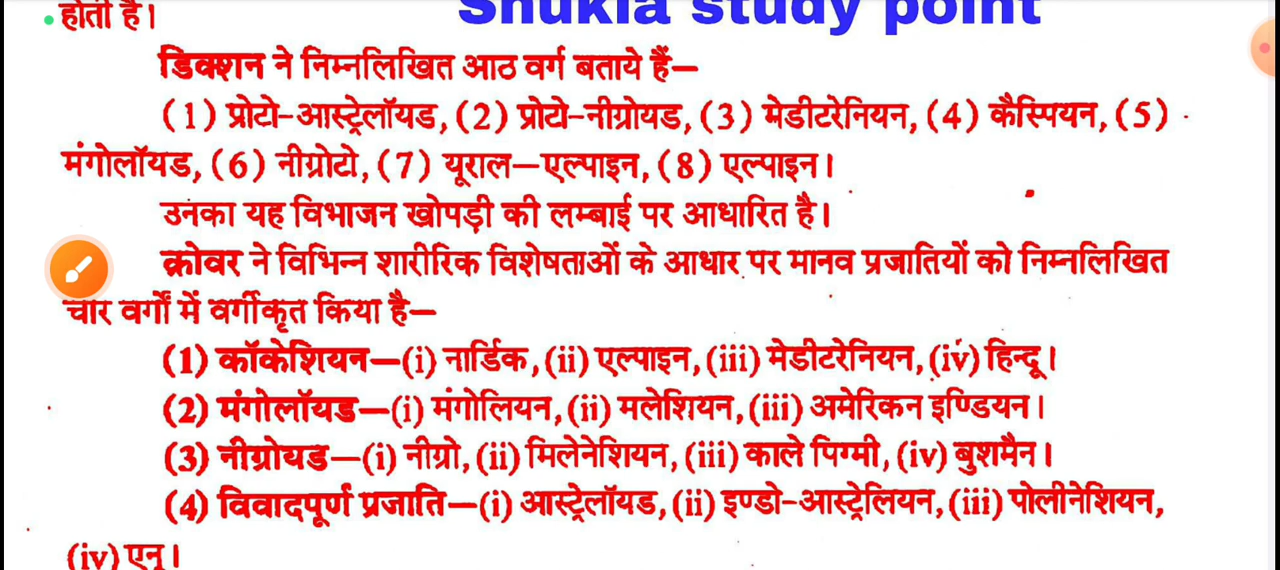 होती है।
Shukla study point
डिक्शन ने निम्नलिखित आठ वर्ग बताये हैं—
(1) प्रोटो-आस्ट्रेलॉयड, (2) प्रोटो-नीग्रोयड, (3) मेडीटरेनियन, (4) कैस्पियन, (5)
मंगोलॉयड, (6) नीग्रोटो, (7) यूराल—एल्पाइन, (8) एल्पाइन।
उनका यह विभाजन खोपड़ी की लम्बाई पर आधारित है।
क्रोवर ने विभिन्न शारीरिक विशेषताओं के आधार पर मानव प्रजातियों को निम्नलिखित
चार वर्गों में वर्गीकृत किया है—
(1) कॉकेशियन—(i) नार्डिक, (ii) एल्पाइन, (iii) मेडीटरेनियन, (iv) हिन्दू।
(2) मंगोलॉयड—(i) मंगोलियन, (ii) मलेशियन, (iii) अमेरिकन इण्डियन।
(3) नीग्रोयड—(i) नीग्रो, (ii) मिलेनेशियन, (iii) काले पिग्मी, (iv) बुशमैन।
(4) विवादपूर्ण प्रजाति—(i) आस्ट्रेलॉयड, (ii) इण्डो-आस्ट्रेलियन, (iii) पोलीनेशियन,
(iv) एनू।